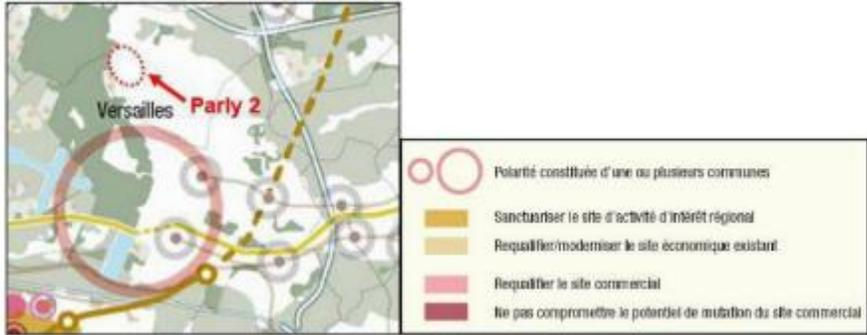 Parly 2
Versailles
Polarité constituée d'une ou plusieurs communes
Sanctuariser le site d'activité d'intérêt régional
Requalifier/moderniser le site économique existant
Requalifier le site commercial
Ne pas compromettre le potentiel de mutation du site commercial